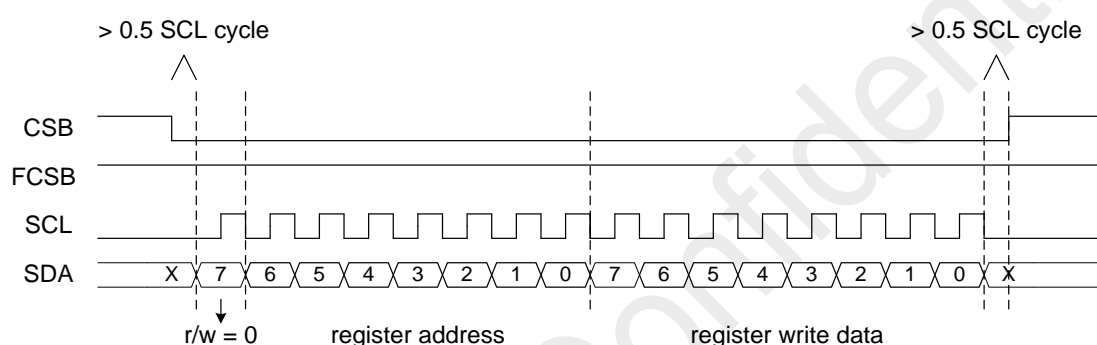 > 0.5 SCL cycle > 0.5 SCL cycle
CSB
FCSB
SCL
SDA X 7 6 5 4 3 2 1 0 7 6 5 4 3 2 1 0 X
r/w = 0 register address register write data
Confidenti